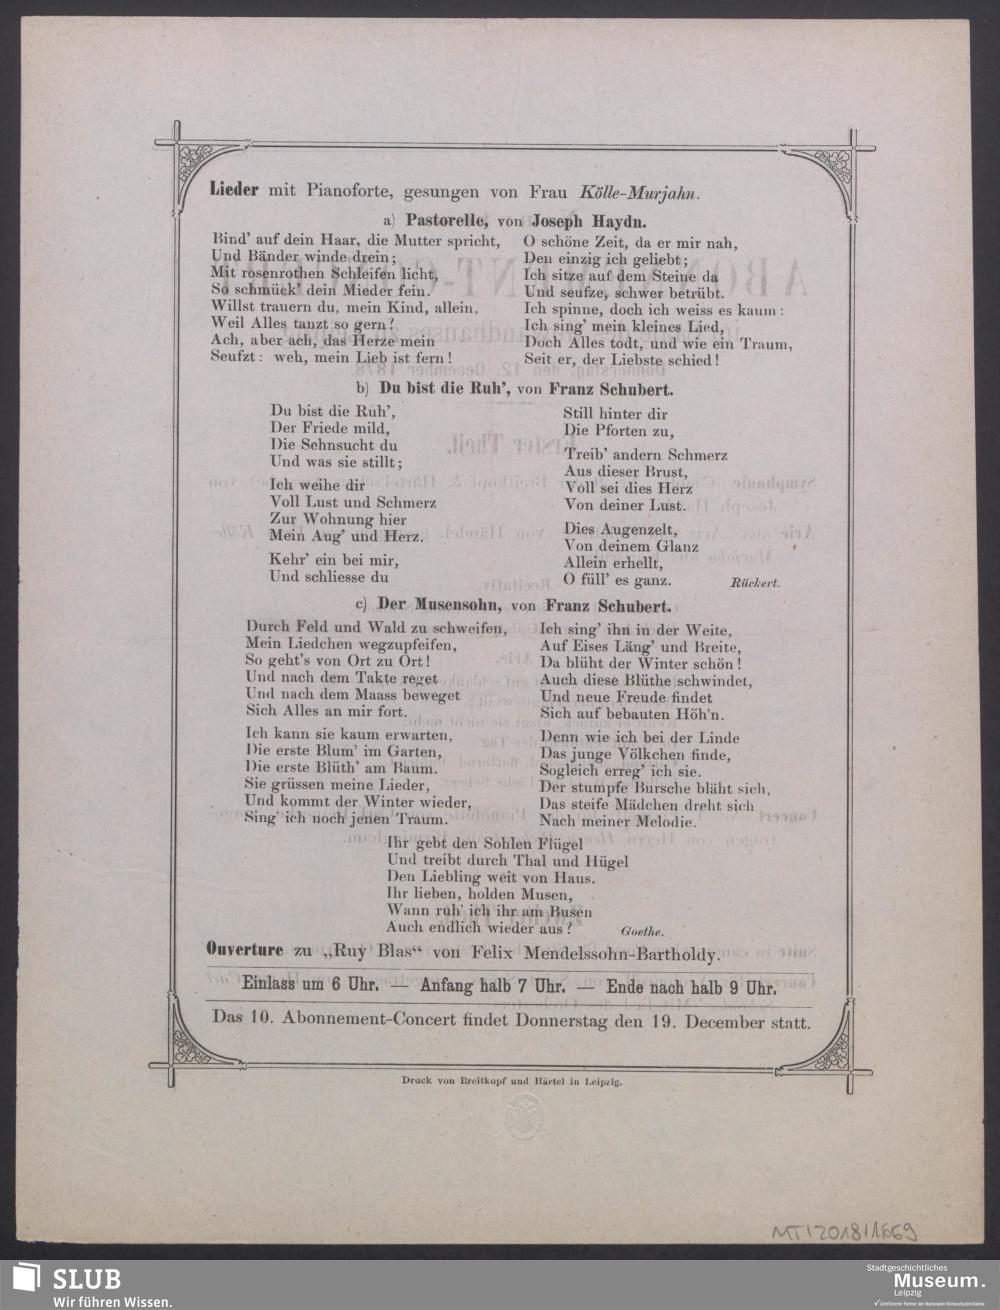 Lieder mit Pianoforte, gesungen von Frau Kölle-Murjahn.
a) Pastorelle, von Joseph Haydn.
Bind' auf dein Haar, die Mutter spricht,
Und Bänder winde drein;
Mit rosenrothen Schleifen licht,
So schmück' dein Mieder fein.
Willst trauern du, mein Kind, allein,
Weil Alles tanzt so gern?
Ach, aber ach, das Herze mein
Seufzt: weh, mein Lieb ist fern!
O schöne Zeit, da er mir nah,
Den einzig ich geliebt;
Ich sitze auf dem Steine da
Und seufze, schwer betrübt.
Ich spinne, doch ich weiss es kaum:
Ich sing' mein kleines Lied,
Doch Alles todt, und wie ein Traum,
Seit er, der Liebste schied!
b) Du bist die Ruh', von Franz Schubert.
Du bist die Ruh',
Der Friede mild,
Die Sehnsucht du
Und was sie stillt;
Ich weihe dir
Voll Lust und Schmerz
Zur Wohnung hier
Mein Aug' und Herz.
Kehr' ein bei mir,
Und schliesse du
Still hinter dir
Die Pforten zu,
Treib' andern Schmerz
Aus dieser Brust,
Voll sei dies Herz
Von deiner Lust.
Dies Augenzelt,
Von deinem Glanz
Allein erhellt,
O füll' es ganz.
Rückert.
c) Der Musensohn, von Franz Schubert.
Durch Feld und Wald zu schweifen,
Mein Liedchen wegzupfeifen,
So geht's von Ort zu Ort!
Und nach dem Takte reget
Und nach dem Maass beweget
Sich Alles an mir fort.
Ich kann sie kaum erwarten,
Die erste Blum' im Garten,
Die erste Blüth' am Baum.
Sie grüssen meine Lieder,
Und kommt der Winter wieder,
Sing' ich noch jenen Traum.
Ich sing' ihn in der Weite,
Auf Eises Läng' und Breite,
Da blüht der Winter schön!
Auch diese Blüthe schwindet,
Und neue Freude findet
Sich auf bebauten Höh'n.
Denn wie ich bei der Linde
Das junge Völkchen finde,
Sogleich erreg' ich sie.
Der stumpfe Bursche bläht sich,
Das steife Mädchen dreht sich
Nach meiner Melodie.
Ihr gebt den Sohlen Flügel
Und treibt durch Thal und Hügel
Den Liebling weit von Haus.
Ihr lieben, holden Musen,
Wann ruh' ich ihr am Busen
Auch endlich wieder aus?
Goethe.
Ouverture zu „Ruy Blas“ von Felix Mendelssohn-Bartholdy.
Einlass um 6 Uhr. — Anfang halb 7 Uhr. — Ende nach halb 9 Uhr.
Das 10. Abonnement-Concert findet Donnerstag den 19. December statt.
Druck von Breitkopf und Härtel in Leipzig.
MT/2018/1669
SLUB
Wir führen Wissen.
Stadtgeschichtliches
Museum.
Leipzig
Zertifizierter Partner der Nationalen Klimaschutzinitiative